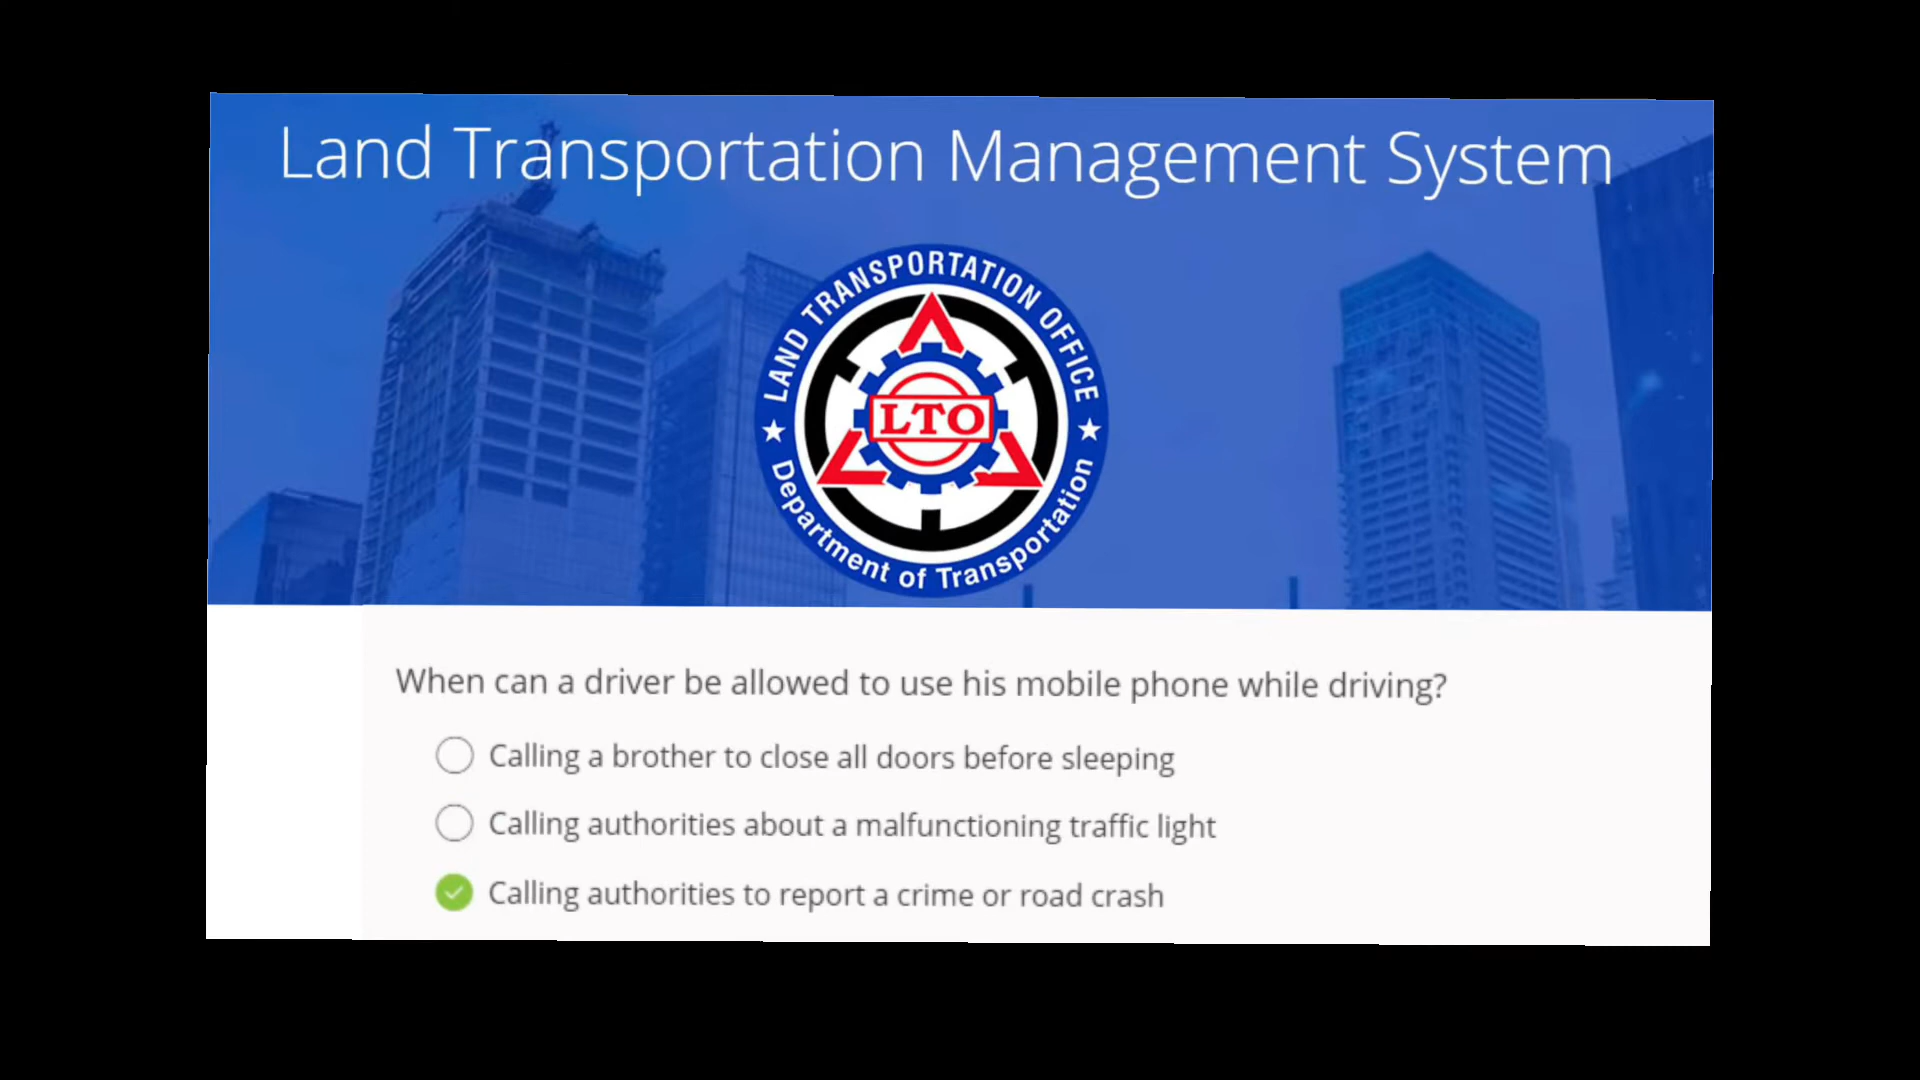 Land Transportation Management System
LAND TRANSPORTATION OFFICE
LTO
Department of Transportation
When can a driver be allowed to use his mobile phone while driving?
Calling a brother to close all doors before sleeping
Calling authorities about a malfunctioning traffic light
Calling authorities to report a crime or road crash